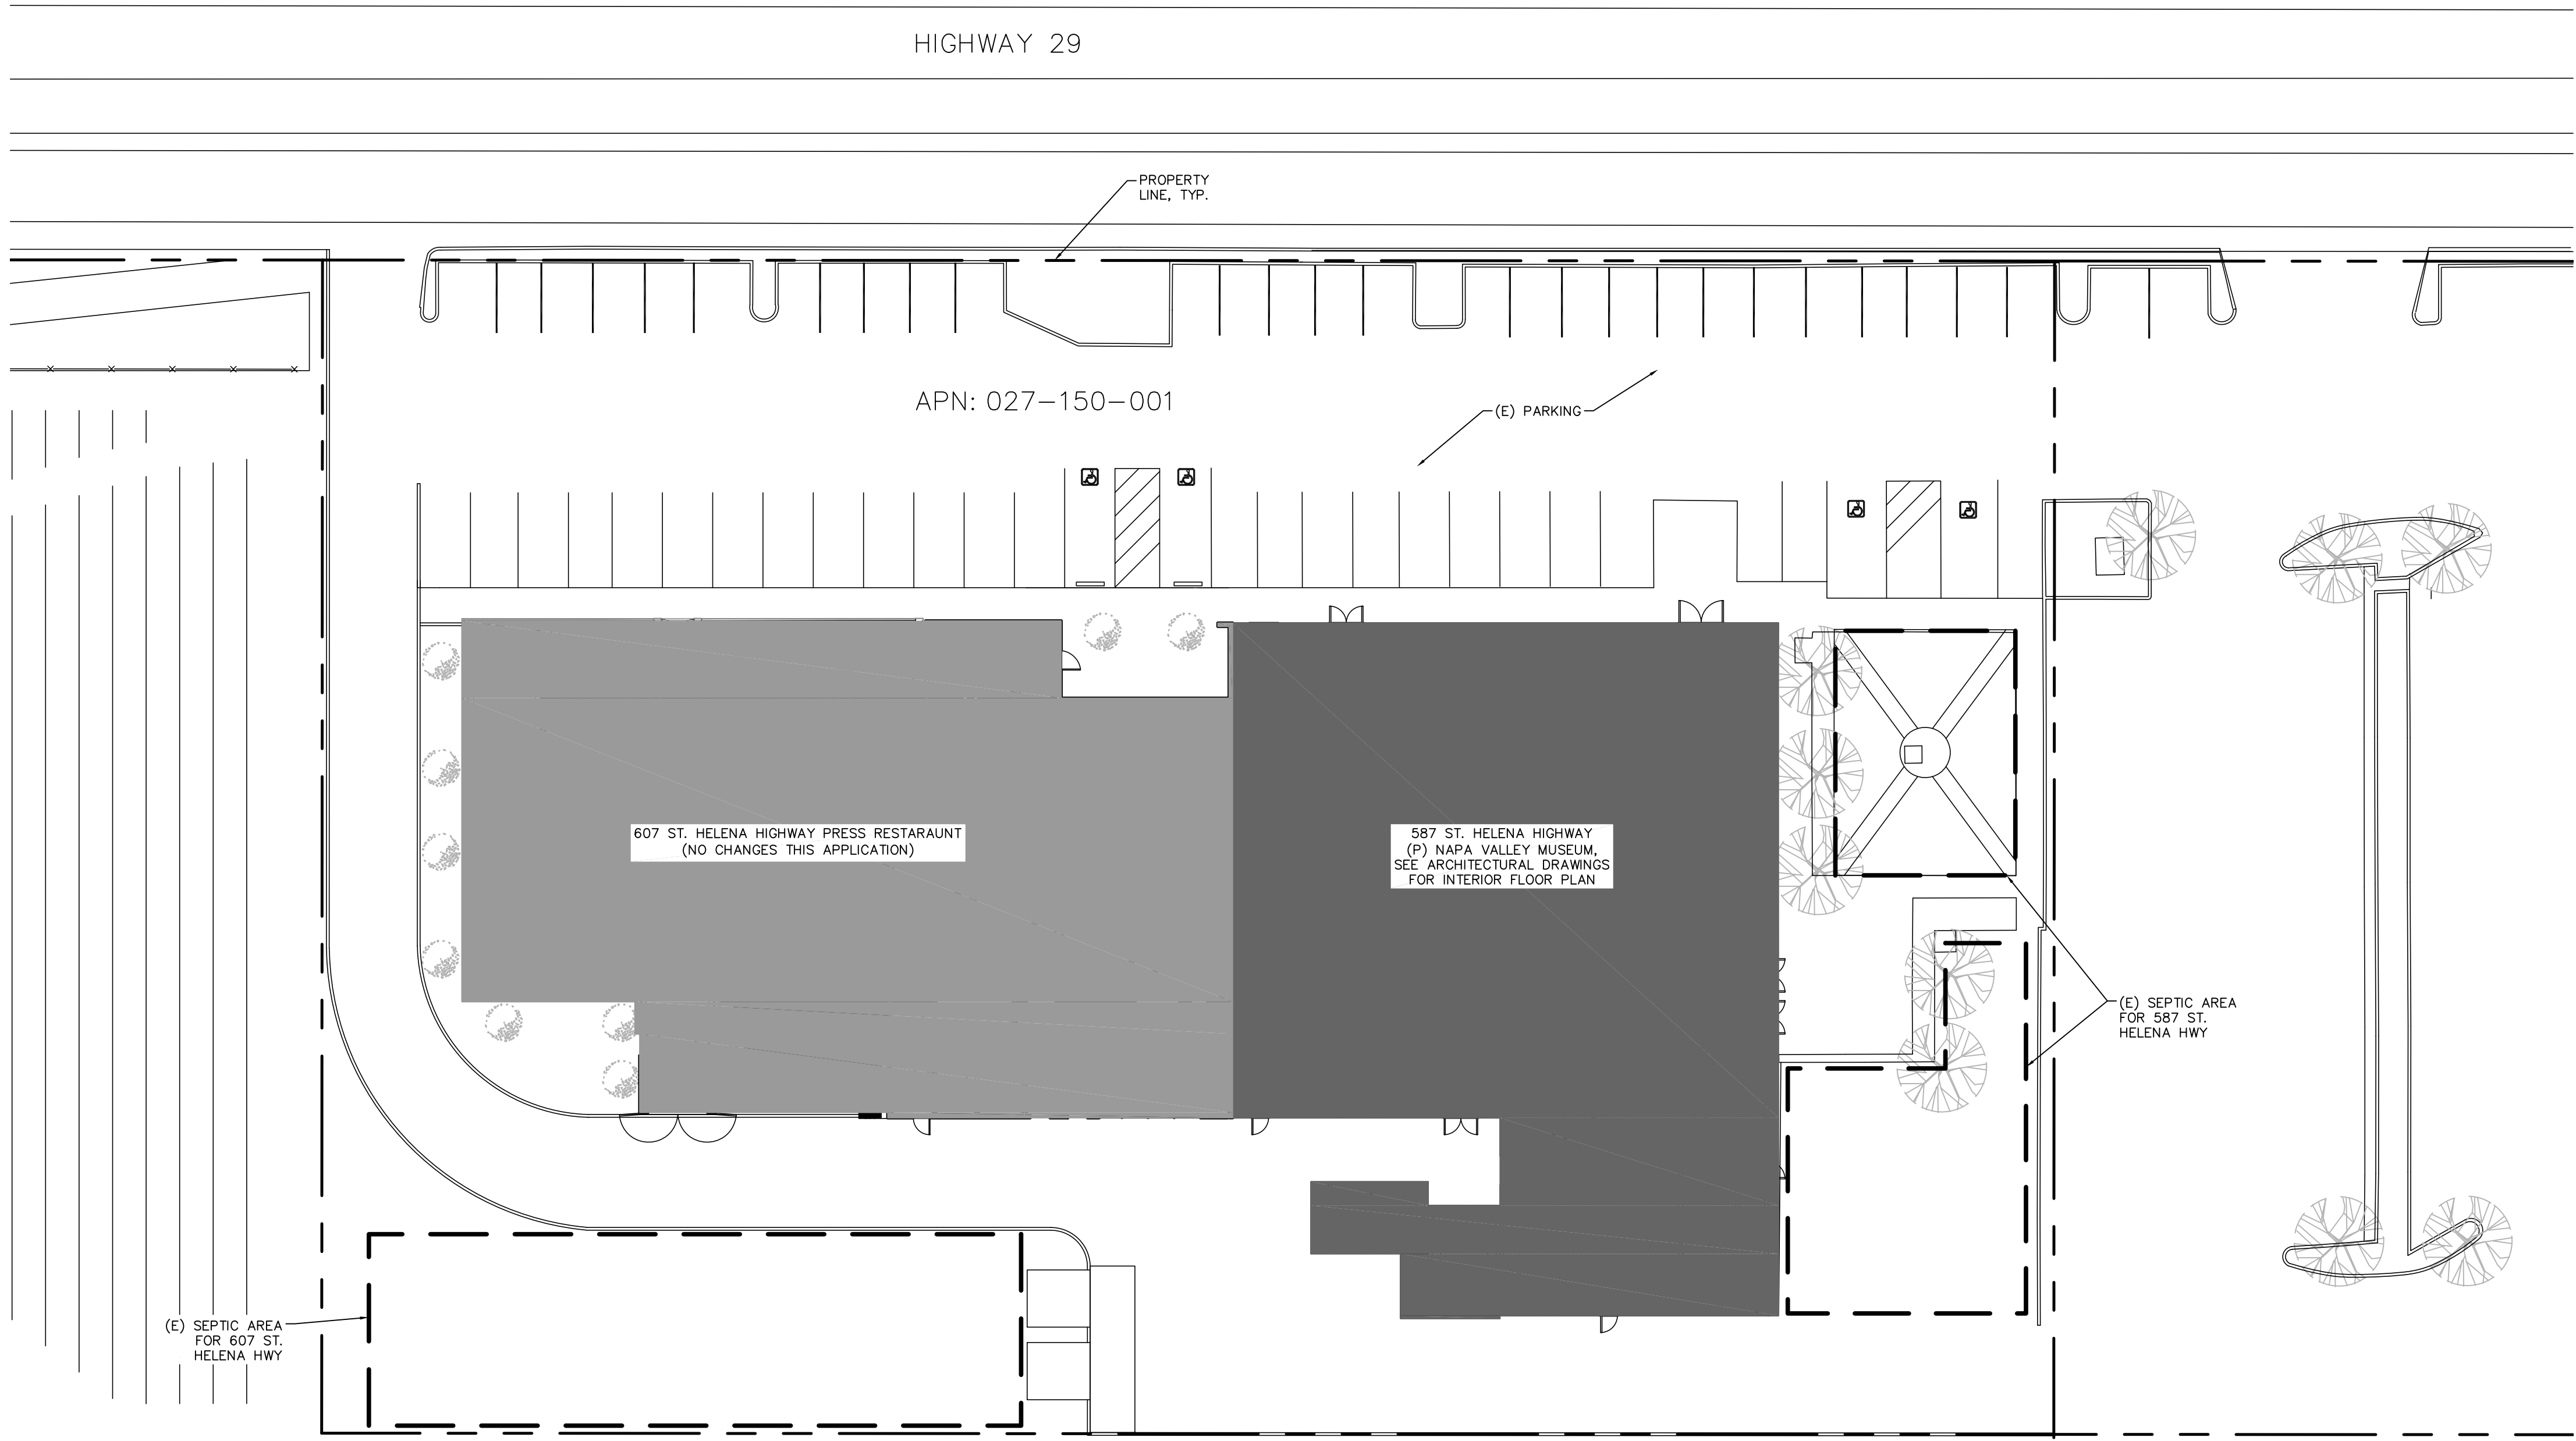 HIGHWAY 29
PROPERTY
LINE, TYP.
APN: 027-150-001
(E) PARKING
607 ST. HELENA HIGHWAY PRESS RESTARAUNT
(NO CHANGES THIS APPLICATION)
587 ST. HELENA HIGHWAY
(P) NAPA VALLEY MUSEUM,
SEE ARCHITECTURAL DRAWINGS
FOR INTERIOR FLOOR PLAN
(E) SEPTIC AREA
FOR 587 ST.
HELENA HWY
(E) SEPTIC AREA
FOR 607 ST.
HELENA HWY